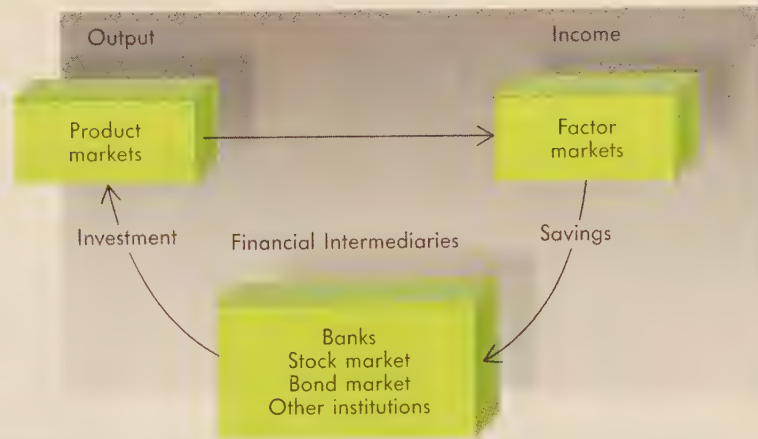 Output
Income
Product
markets
Factor
markets
Investment
Financial Intermediaries
Savings
Banks
Stock market
Bond market
Other institutions